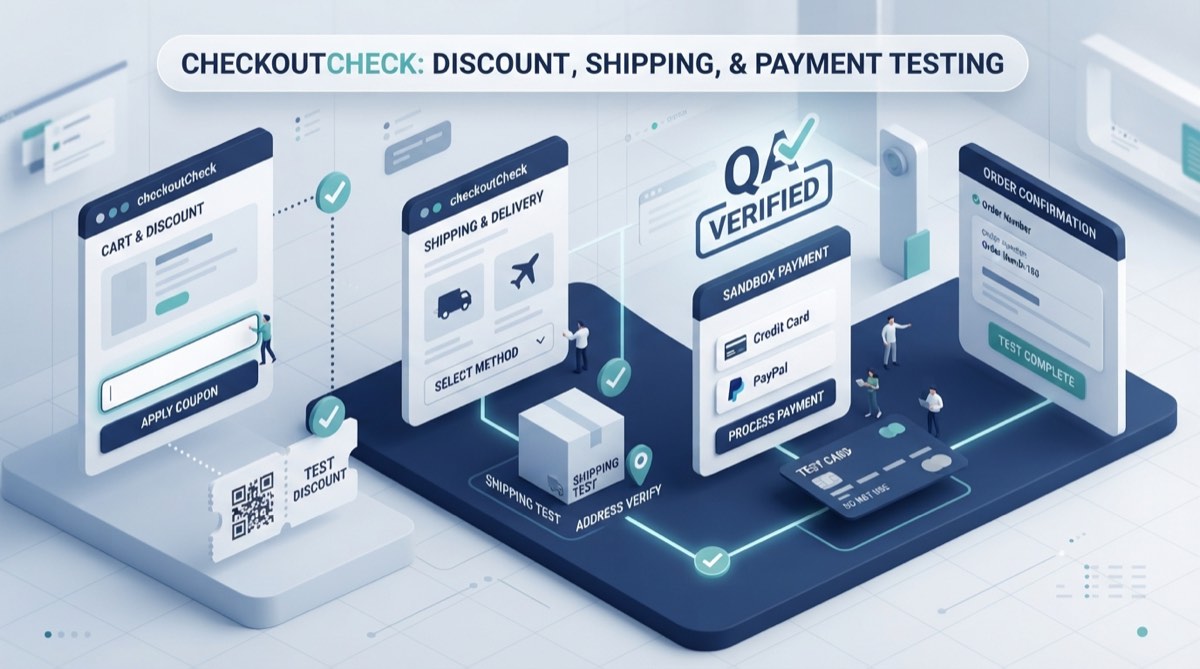 CHECKOUTCHECK: DISCOUNT, SHIPPING, & PAYMENT TESTING
checkoutCheck
CART & DISCOUNT
APPLY COUPON
TEST
DISCOUNT
checkoutCheck
SHIPPING & DELIVERY
SELECT METHOD
SHIPPING
TEST
SHIPPING TEST
ADDRESS VERIFY
QA
VERIFIED
SANDBOX PAYMENT
Credit Card
PayPal
PROCESS PAYMENT
TEST CARD
ORDER CONFIRMATION
Order Number
TEST COMPLETE